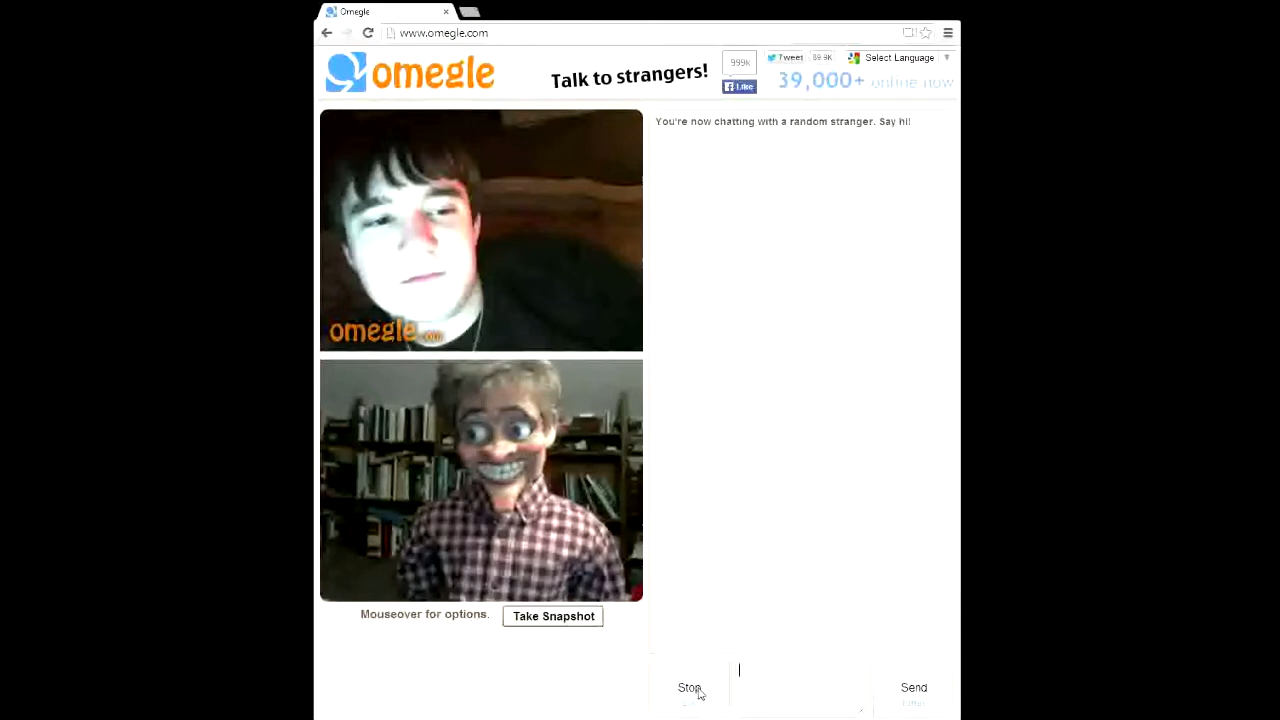 Omegle
www.omegle.com
omegle
Talk to strangers!
999k
Like
Tweet
Select Language
39,000+ online now
You're now chatting with a random stranger. Say hi!
omegle.com
Mouseover for options.
Take Snapshot
Stop
Send